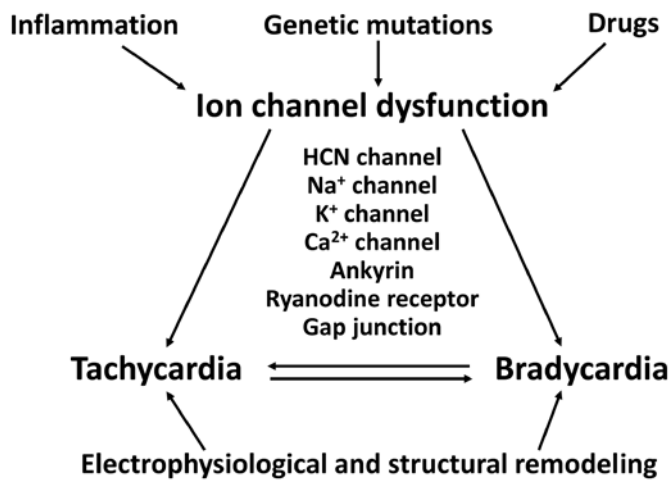 Inflammation Genetic mutations Drugs
Ion channel dysfunction
HCN channel
Na⁺ channel
K⁺ channel
Ca²⁺ channel
Ankyrin
Ryanodine receptor
Gap junction
Tachycardia Bradycardia
Electrophysiological and structural remodeling